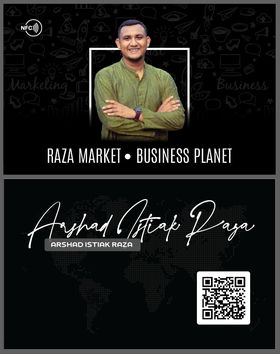 NFC
Marketing
Business
RAZA MARKET • BUSINESS PLANET
Arshad Istiak Raza
ARSHAD ISTIAK RAZA